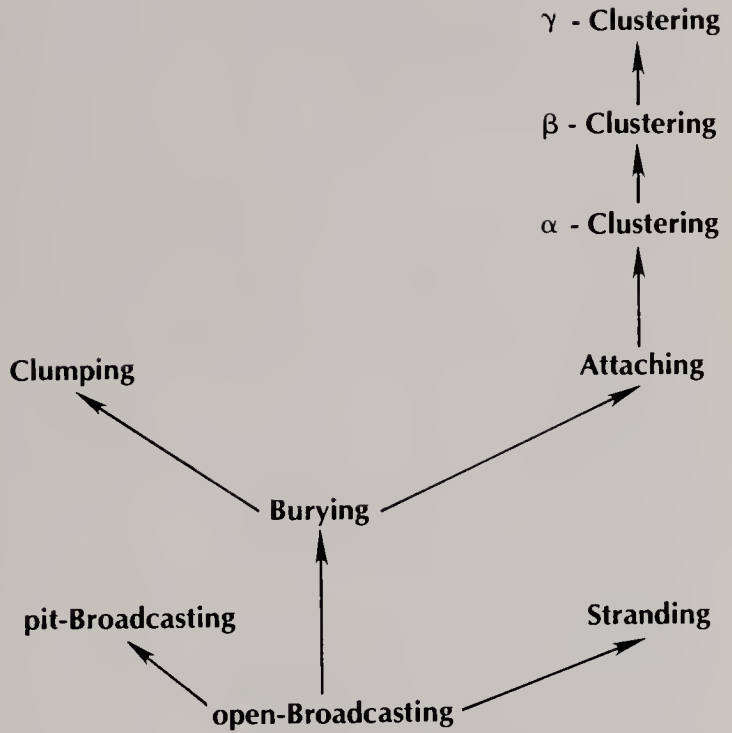 γ - Clustering
β - Clustering
α - Clustering
Clumping
Attaching
Burying
pit-Broadcasting
Stranding
open-Broadcasting